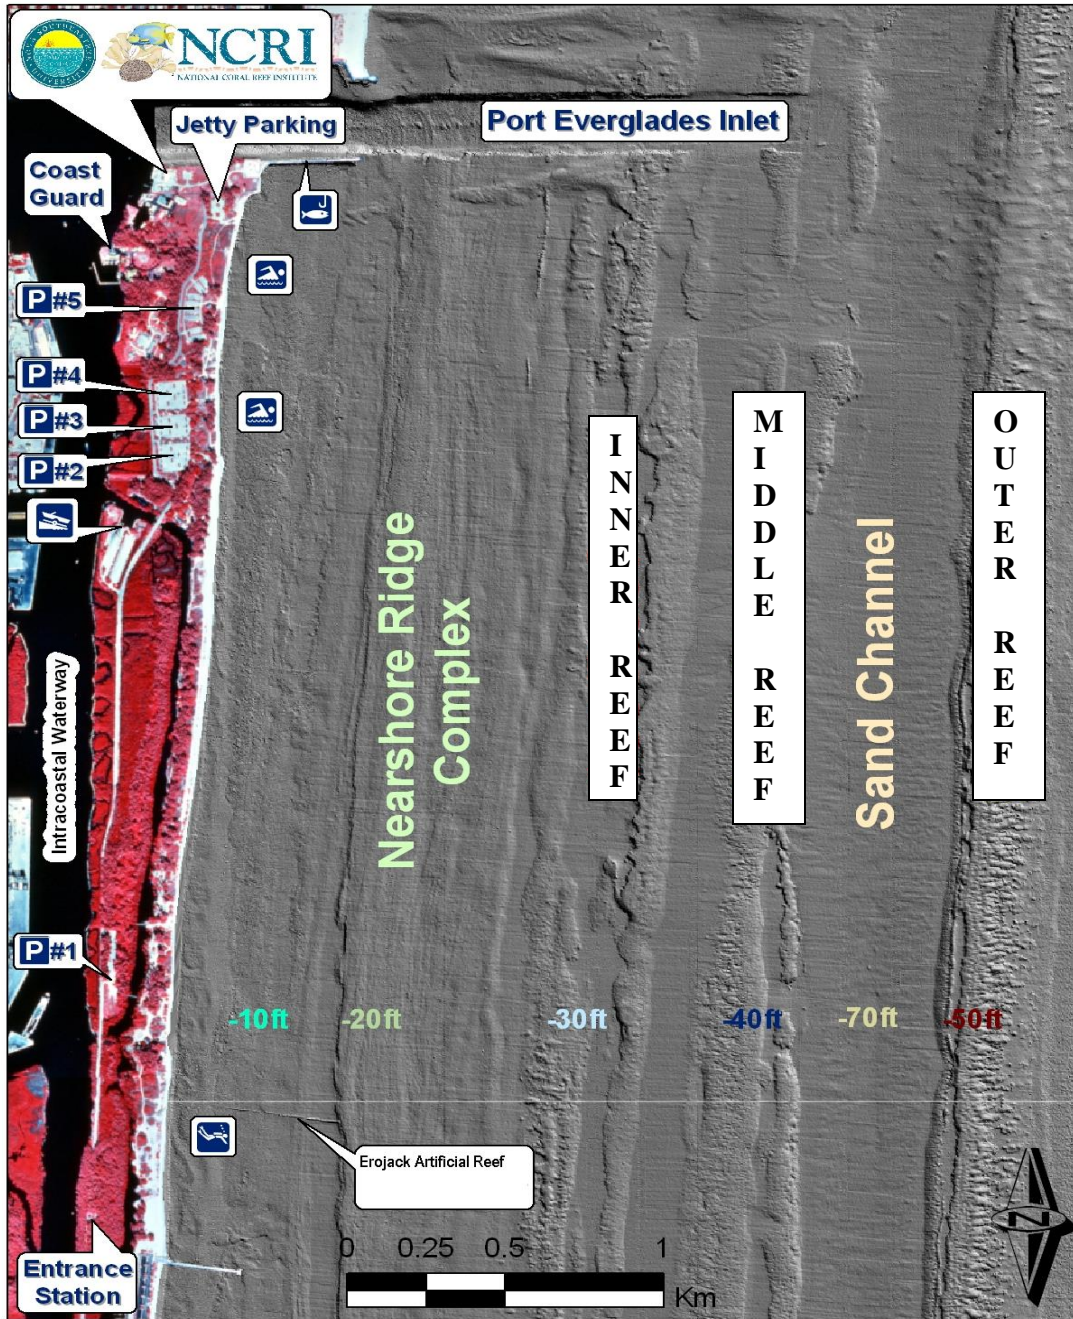 NCRI
NATIONAL CORAL REEF INSTITUTE
Jetty Parking
Port Everglades Inlet
Coast
Guard
P #5
P #4
P #3
P #2
INNER REEF
MIDDLE REEF
OUTER REEF
Nearshore Ridge
Complex
Sand Channel
Intracoastal Waterway
P #1
-10ft
-20ft
-30ft
-40ft
-70ft
-50ft
Erojack Artificial Reef
N
Entrance
Station
0 0.25 0.5 1
Km